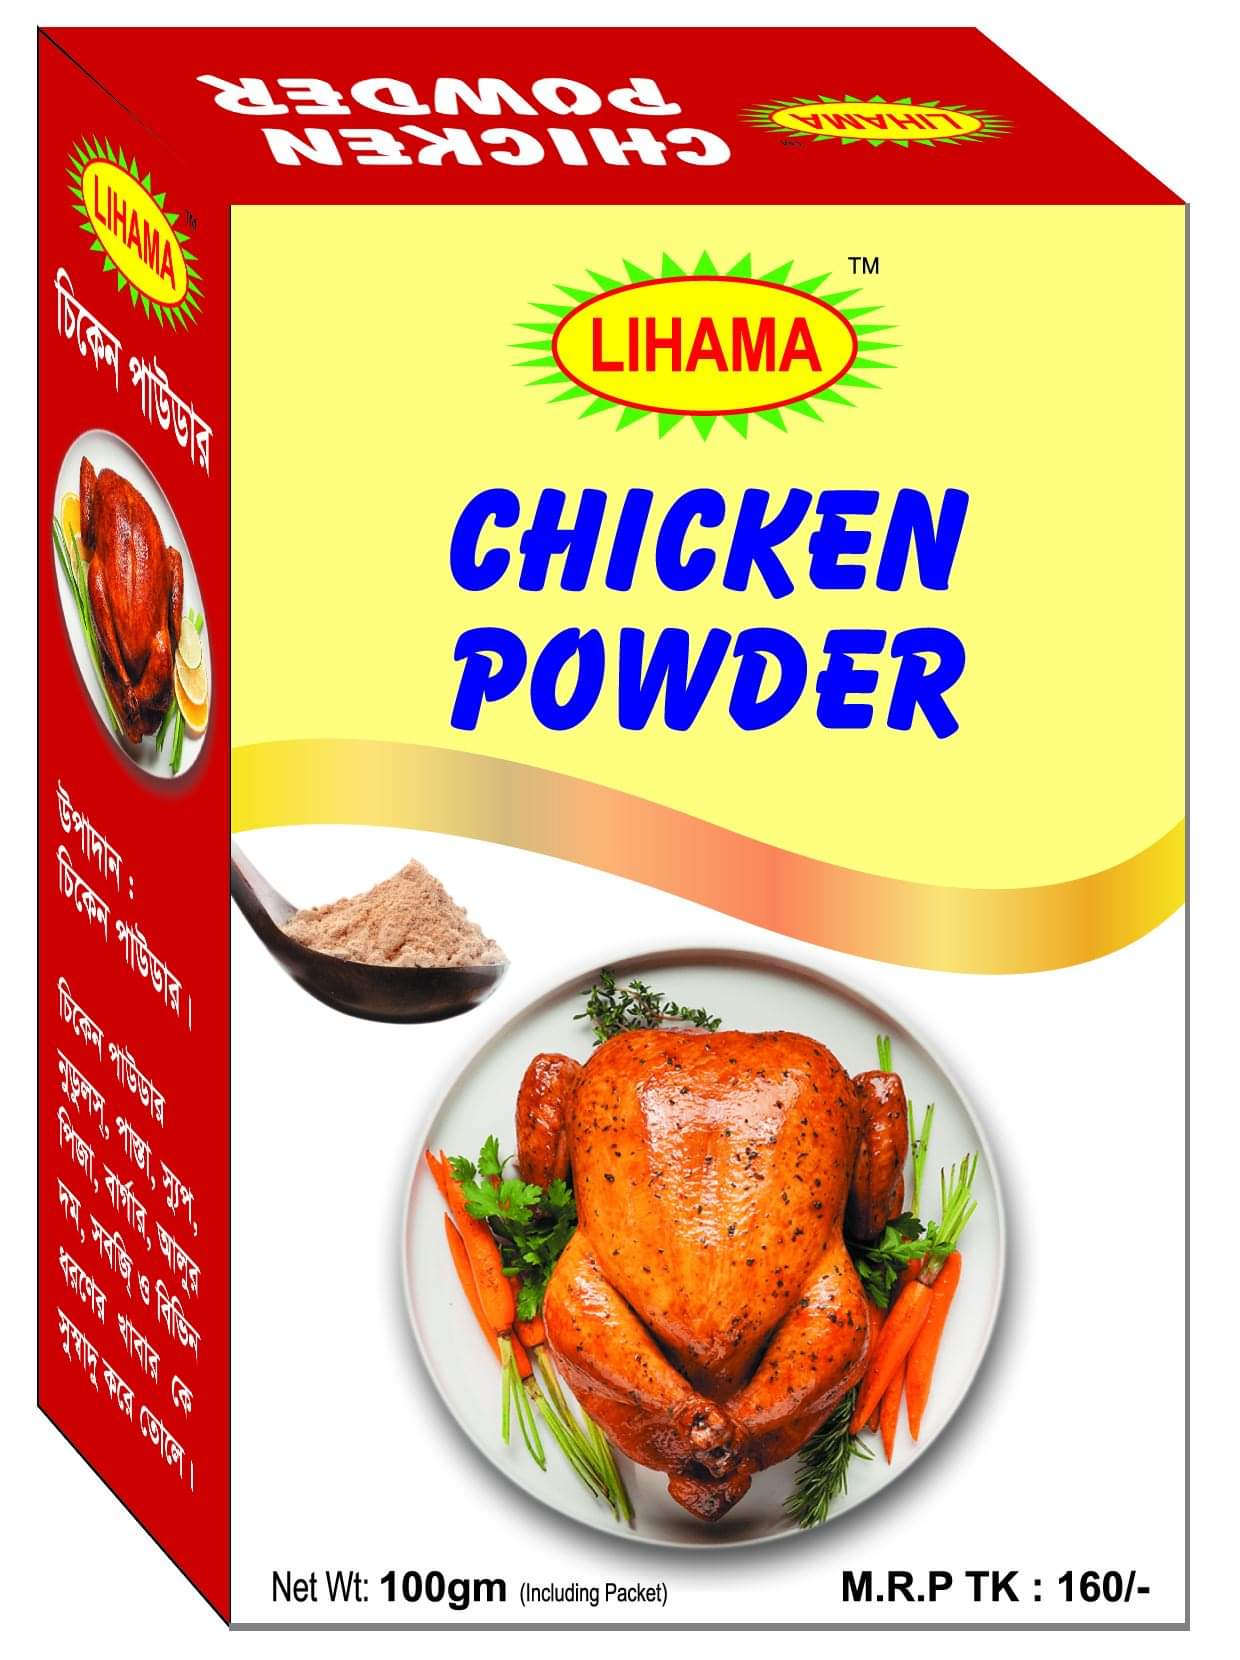 CHICKEN
POWDER
LIHAMA
LIHAMA
TM
চিকেন পাউডার
উপাদান :
চিকেন পাউডার।
চিকেন পাউডার
নুডুলস্, পাস্তা, স্যুপ,
পিজা, বার্গার, আলুর
দম, সবজি্ ও বিভিন
ধরণের খাবার কে
সুস্বাদু করে তোলে।
LIHAMA
TM
CHICKEN
POWDER
Net Wt: 100gm (Including Packet)
M.R.P TK : 160/-